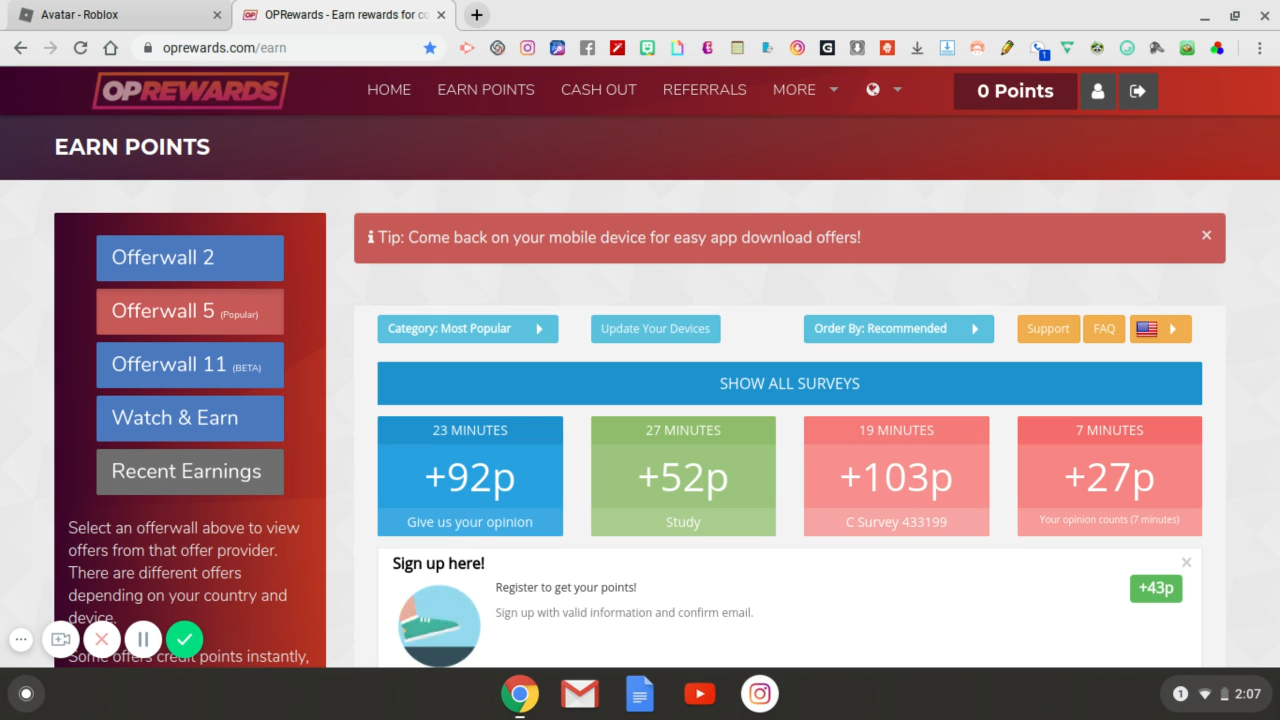 Avatar - Roblox
OPRewards - Earn rewards for co
oprewards.com/earn
OPREWARDS
HOME
EARN POINTS
CASH OUT
REFERRALS
MORE
0 Points
EARN POINTS
Offerwall 2
Offerwall 5 (Popular)
Offerwall 11 (BETA)
Watch & Earn
Recent Earnings
Select an offerwall above to view
offers from that offer provider.
There are different offers
depending on your country and
device.
Some offers credit points instantly,
Tip: Come back on your mobile device for easy app download offers!
Category: Most Popular
Update Your Devices
Order By: Recommended
Support
FAQ
SHOW ALL SURVEYS
23 MINUTES
+92p
Give us your opinion
27 MINUTES
+52p
Study
19 MINUTES
+103p
C Survey 433199
7 MINUTES
+27p
Your opinion counts (7 minutes)
Sign up here!
Register to get your points!
Sign up with valid information and confirm email.
+43p
1
2:07